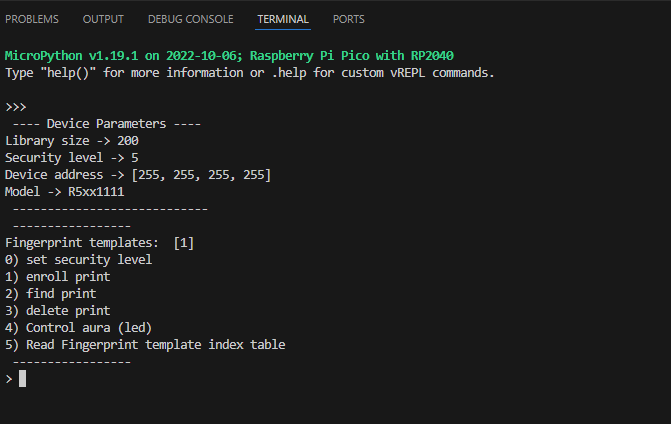 PROBLEMS OUTPUT DEBUG CONSOLE TERMINAL PORTS
MicroPython v1.19.1 on 2022-10-06; Raspberry Pi Pico with RP2040
Type "help()" for more information or .help for custom vREPL commands.
>>>
---- Device Parameters ----
Library size -> 200
Security level -> 5
Device address -> [255, 255, 255, 255]
Model -> R5xx1111
----------------------------
-----------------
Fingerprint templates:  [1]
0) set security level
1) enroll print
2) find print
3) delete print
4) Control aura (led)
5) Read Fingerprint template index table
-----------------
>